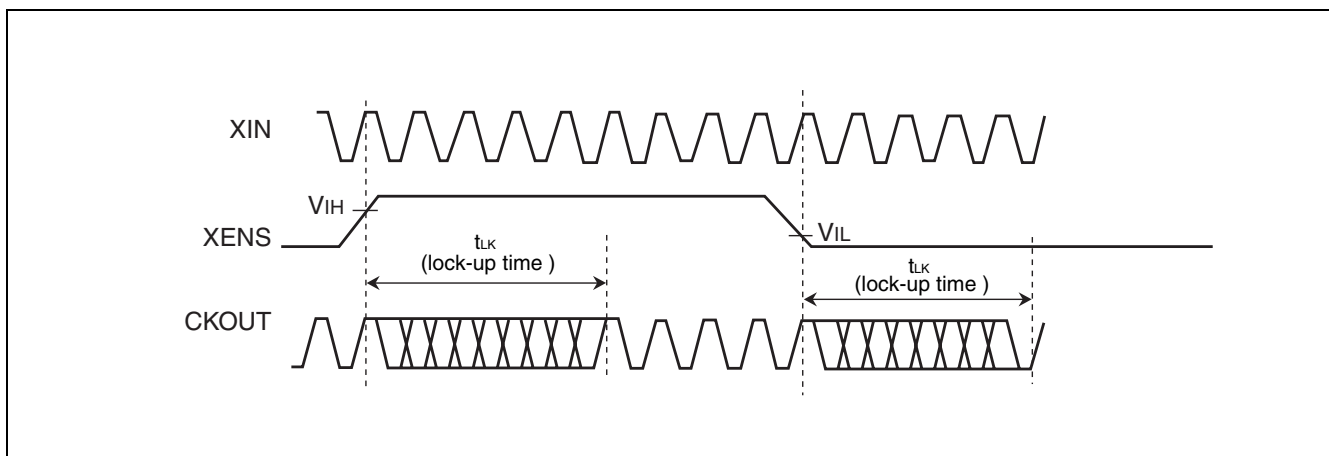 XIN
VIH
XENS
VIL
tLK
(lock-up time )
tLK
(lock-up time )
CKOUT